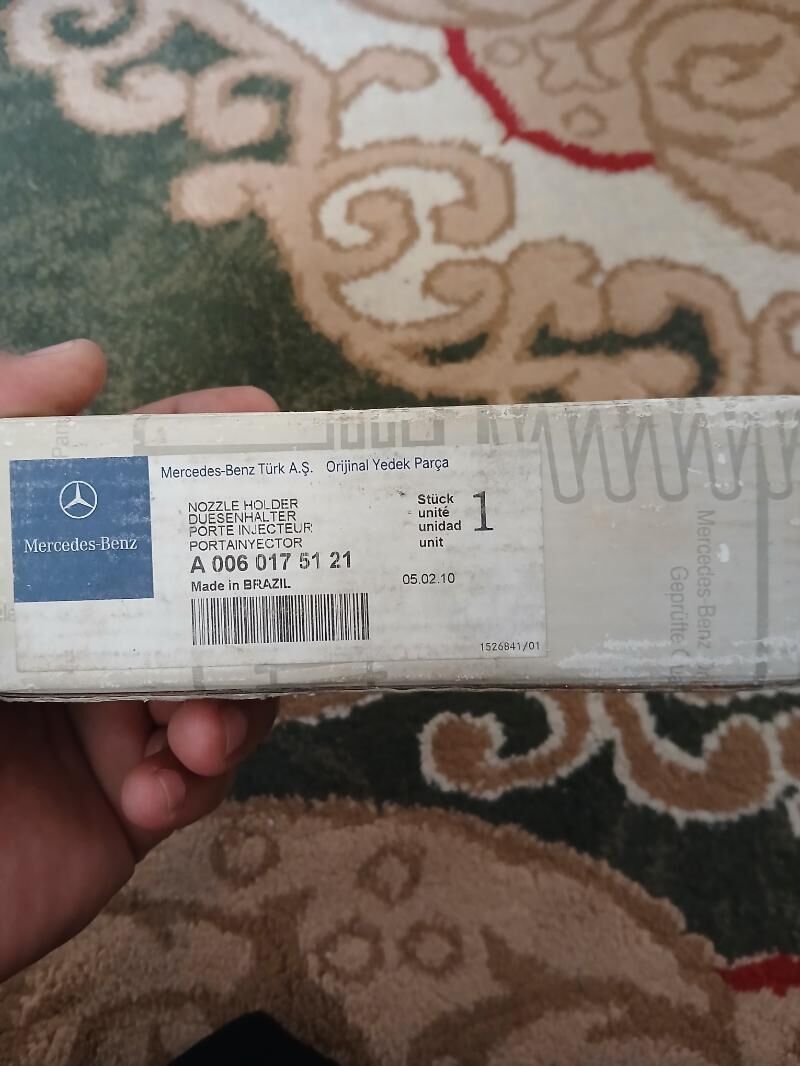 Mercedes-Benz
Mercedes-Benz Türk A.Ş. Orijinal Yedek Parça
NOZZLE HOLDER
DUESENHALTER
PORTE INJECTEUR
PORTAINYECTOR
A 006 017 51 21
Made in BRAZIL
Stück
unité
unidad
unit
1
05.02.10
1526841/01
Mercedes-Benz
Geprüfte